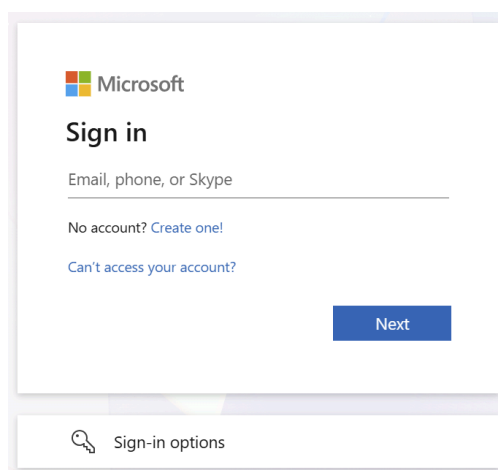 Microsoft
Sign in
Email, phone, or Skype
No account? Create one!
Can't access your account?
Next
Sign-in options